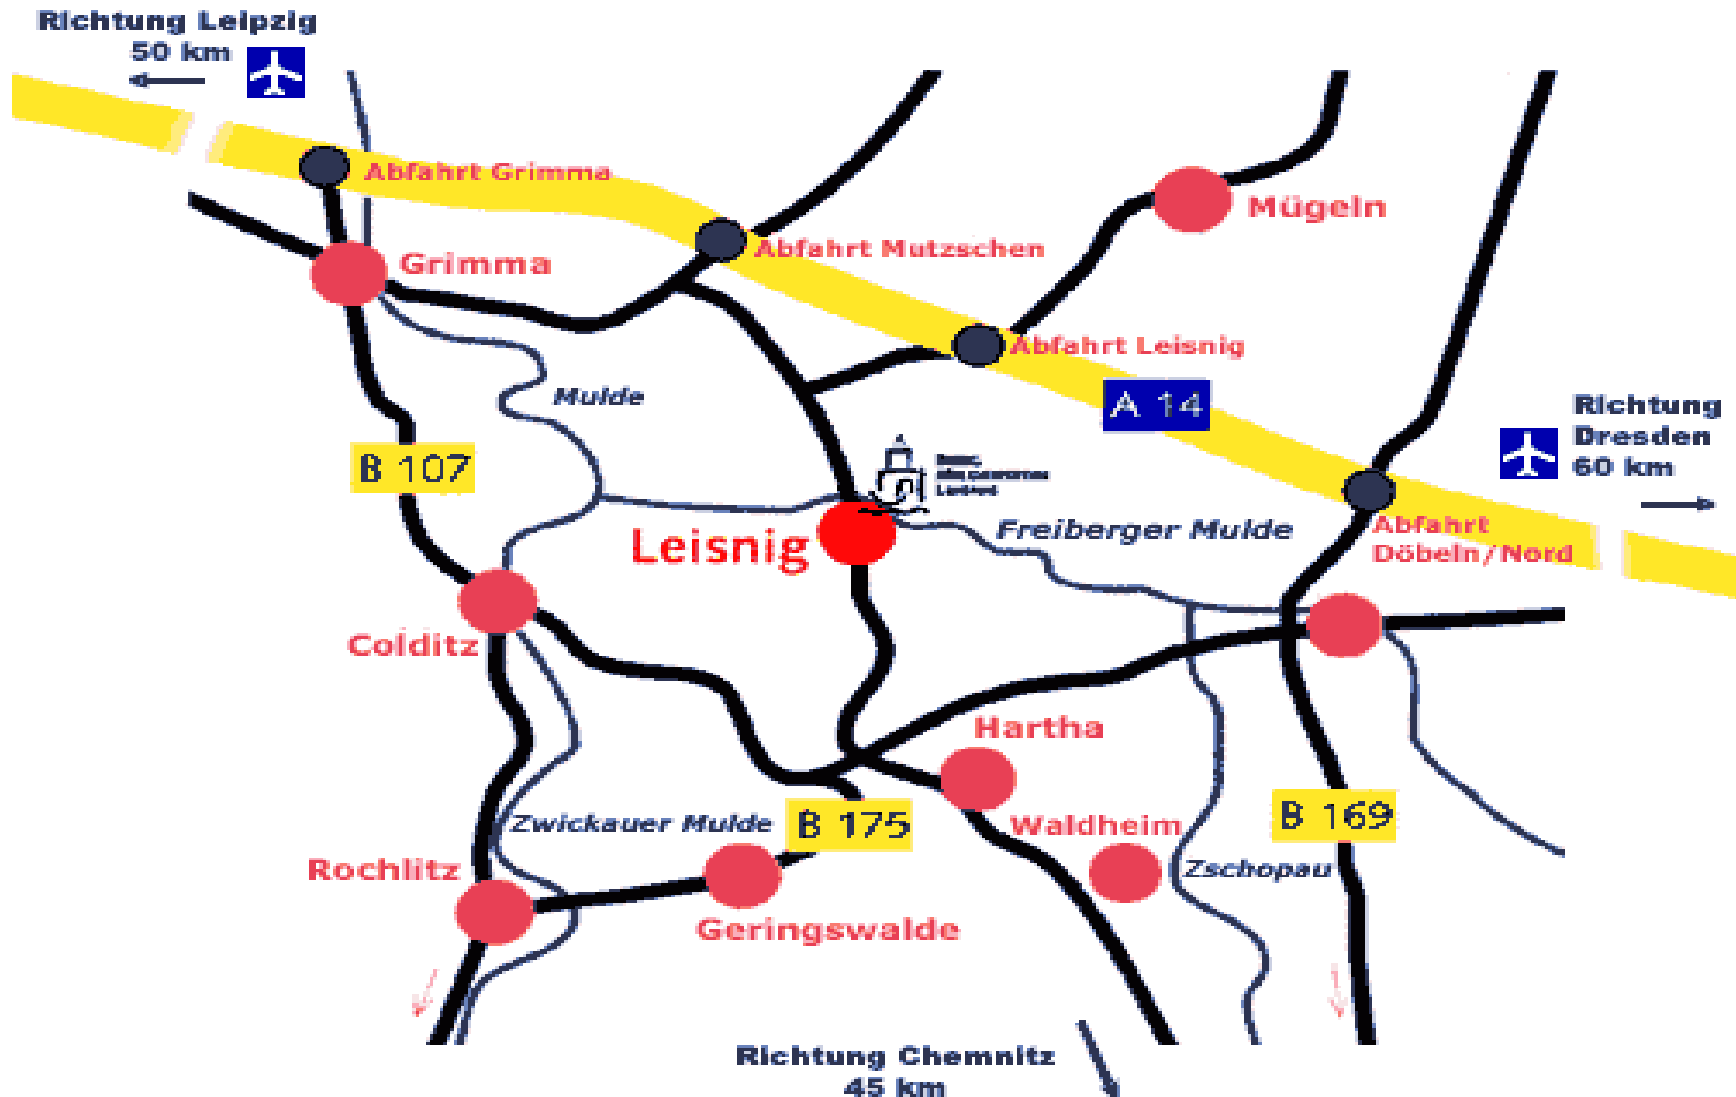 Richtung Leipzig
50 km
Abfahrt Grimma
Grimma
Abfahrt Mutzschen
Mügeln
Abfahrt Leisnig
Mulde
A 14
Richtung
Dresden
60 km
B 107
Leisnig
Freiberger Mulde
Abfahrt
Döbeln/Nord
Colditz
Hartha
Zwickauer Mulde
B 175
Waldheim
B 169
Rochlitz
Zschopau
Geringswalde
Richtung Chemnitz
45 km